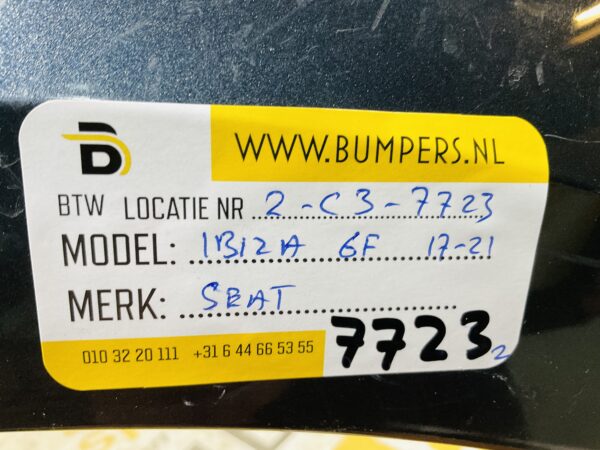 B
WWW.BUMPERS.NL
BTW LOCATIE NR 2-C3-7723
MODEL: IBIZA 6F 17-21
MERK: SEAT
010 32 20 111 +31 6 44 66 53 55
7723 2